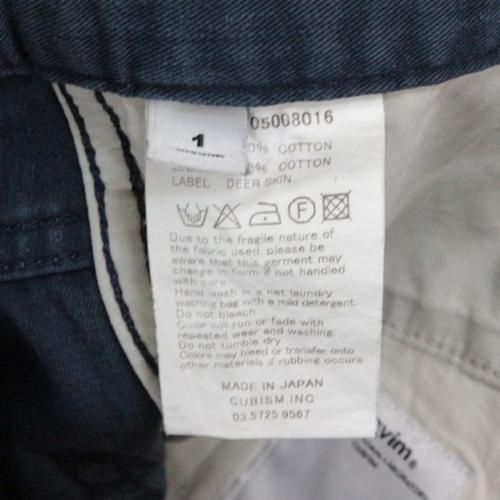 1
05008016
0% COTTON
0% COTTON
LABEL DEER SKIN
F
Due to the fragile nature of
the fabric used, please be
aware that this garment may
change in form if not handled
with care.
Hand wash in a net laundry
washing bag with a mild detergent.
Do not bleach.
Color will run or fade with
repeated wear and washing.
Do not tumble dry
Colors may bleed or transfer onto
other materials if rubbing occurs.
MADE IN JAPAN
CUBISM.INC
03.5725.9567
vim®